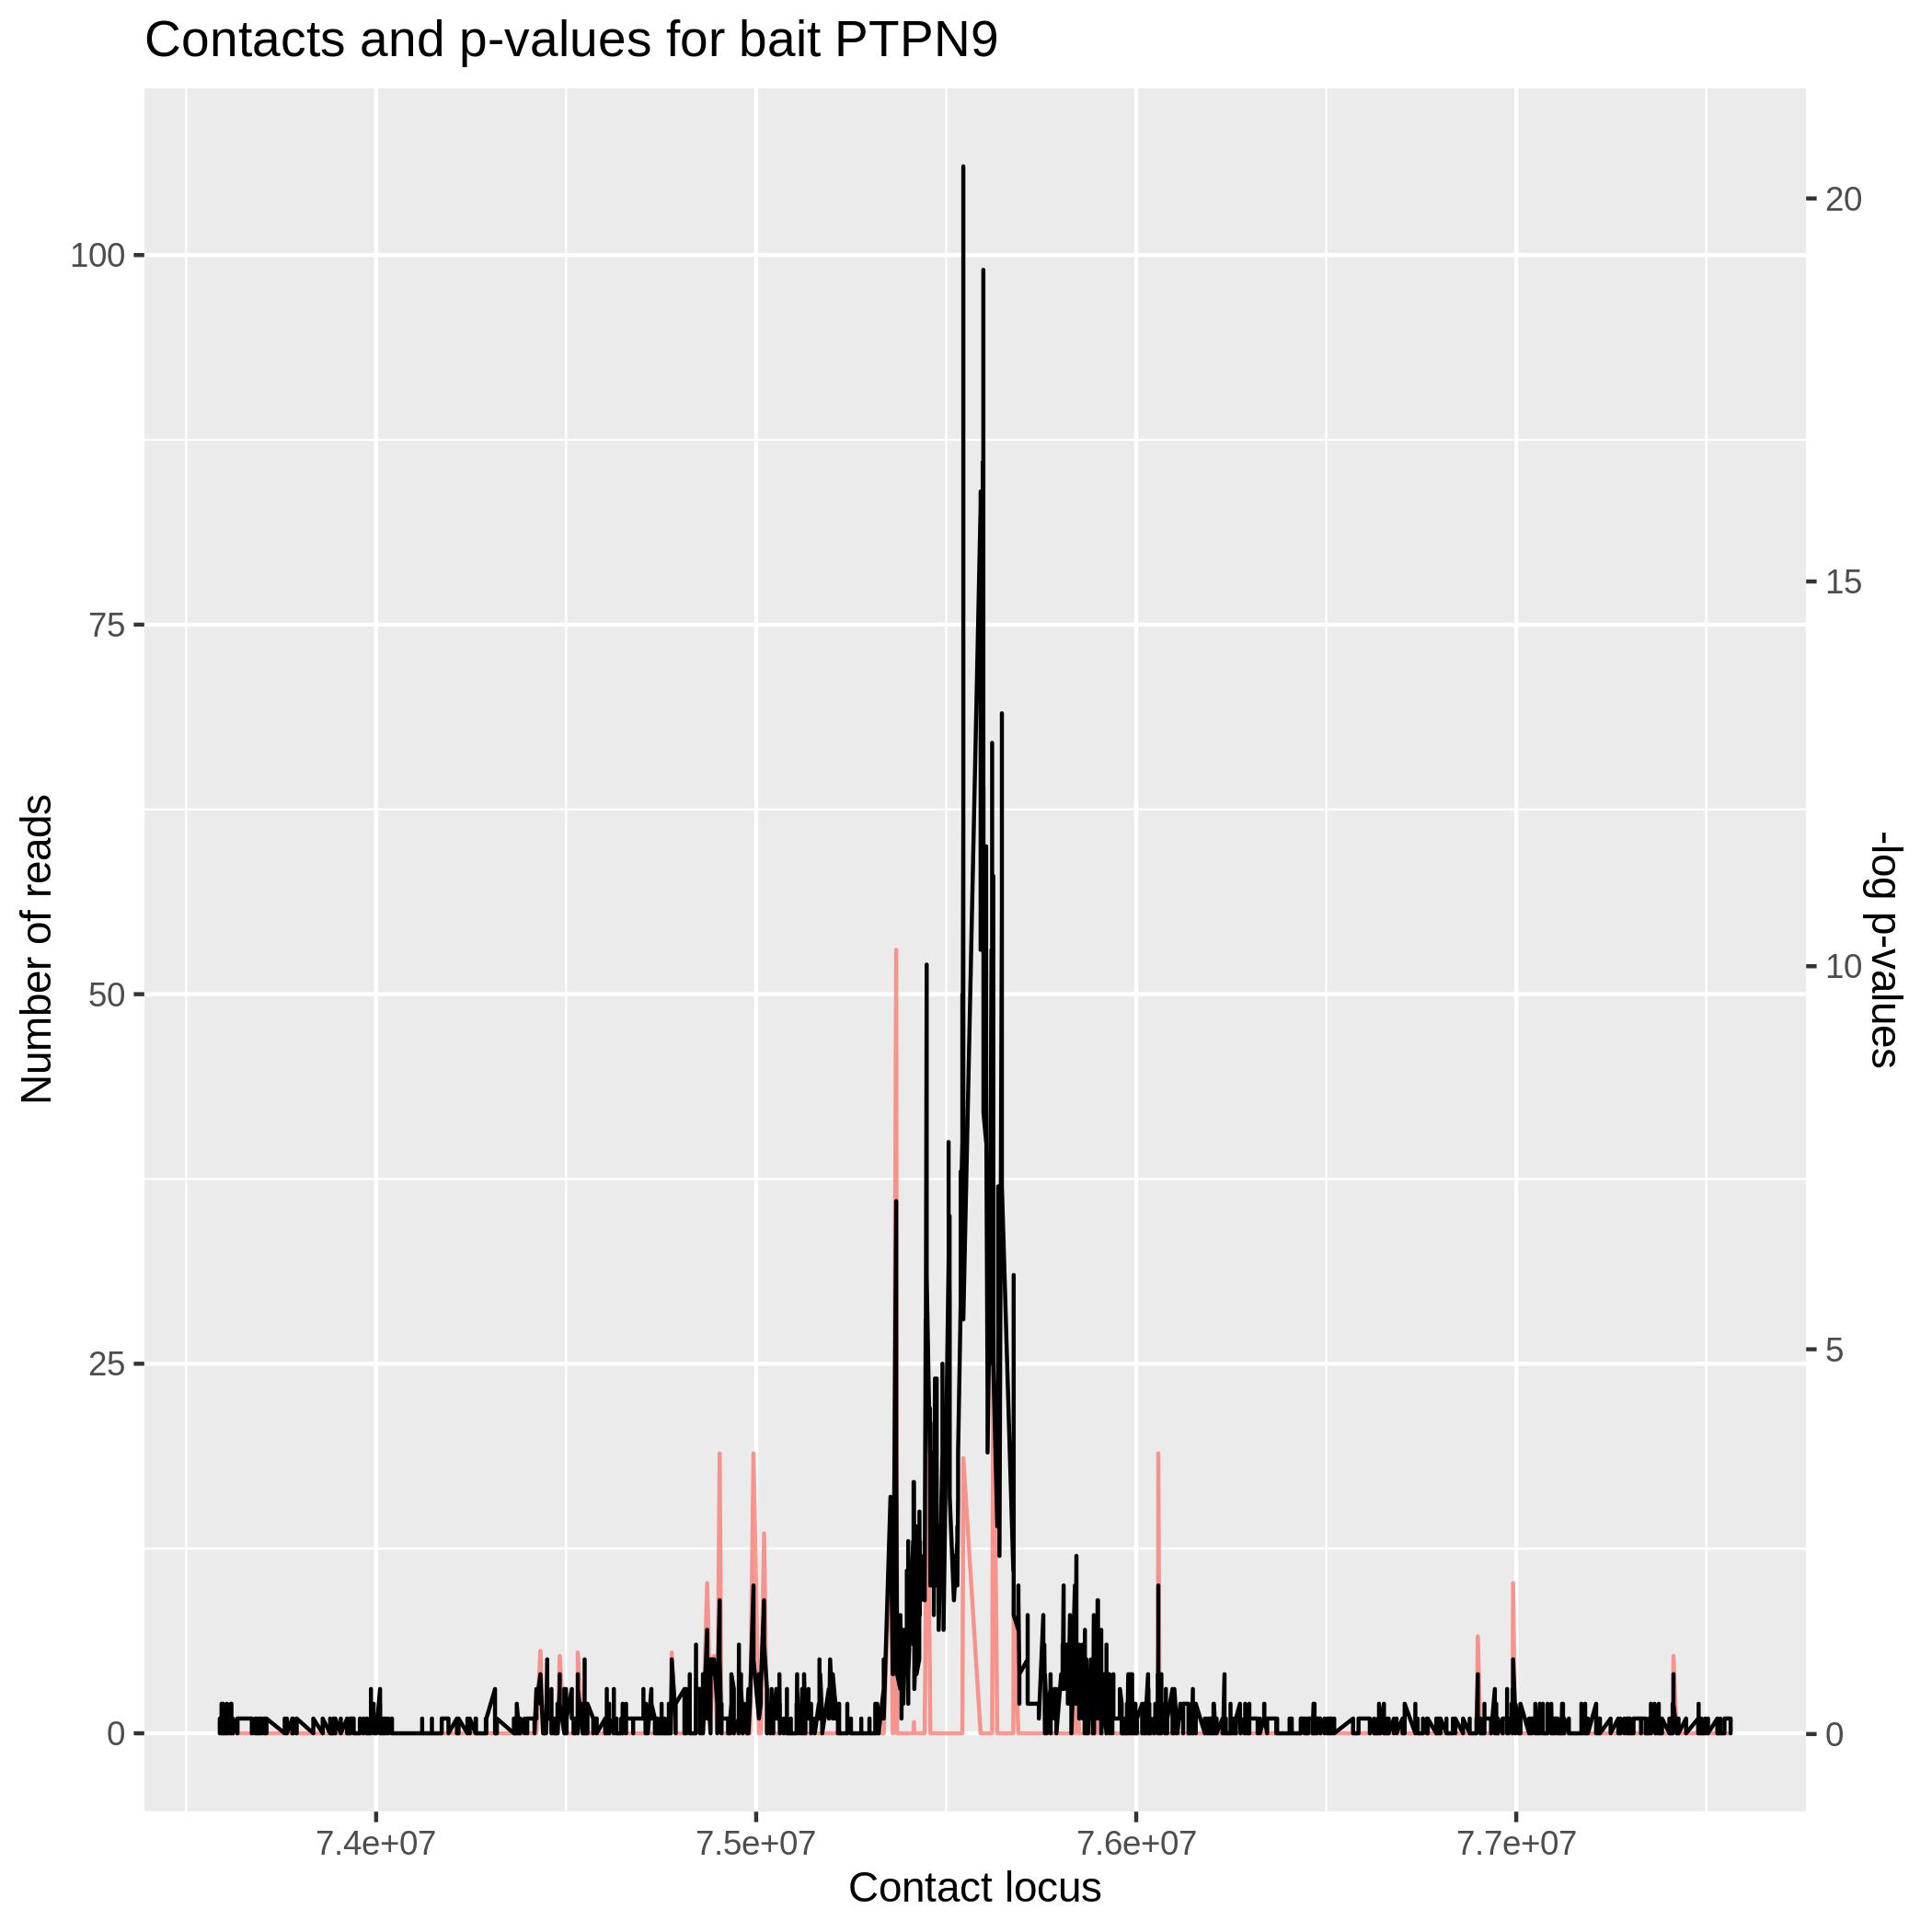 Contacts and p-values for bait PTPN9
100
75
50
25
0
Number of reads
20
15
10
5
0
-log p-values
7.4e+07
7.5e+07
7.6e+07
7.7e+07
Contact locus